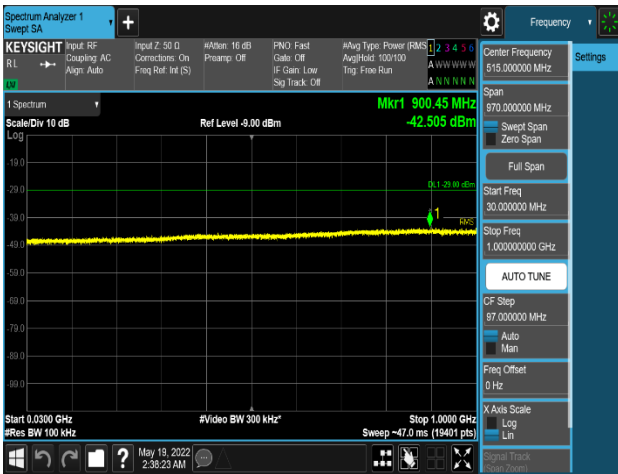 Spectrum Analyzer 1
Swept SA
+
Frequency
KEYSIGHT
RL
Input: RF
Coupling: AC
Align: Auto
Input Z: 50 Ω
Corrections: On
Freq Ref: Int (S)
#Atten: 16 dB
Preamp: Off
PNO: Fast
Gate: Off
IF Gain: Low
Sig Track: Off
#Avg Type: Power (RMS
Avg|Hold: 100/100
Trig: Free Run
1 2 3 4 5 6
A W W W W W
A N N N N N
1 Spectrum
Scale/Div 10 dB
Log
Ref Level -9.00 dBm
Mkr1 900.45 MHz
-42.505 dBm
-19.0
-29.0
-39.0
-49.0
-59.0
-69.0
-79.0
-89.0
-99.0
DL1 -29.00 dBm
1
RMS
Start 0.0300 GHz
#Res BW 100 kHz
#Video BW 300 kHz*
Stop 1.0000 GHz
Sweep ~47.0 ms (19401 pts)
?
May 19, 2022
2:38:23 AM
Center Frequency
515.000000 MHz
Span
970.000000 MHz
Swept Span
Zero Span
Full Span
Start Freq
30.000000 MHz
Stop Freq
1.000000000 GHz
AUTO TUNE
CF Step
97.000000 MHz
Auto
Man
Freq Offset
0 Hz
X Axis Scale
Log
Lin
Signal Track
(Span Zoom)
Settings